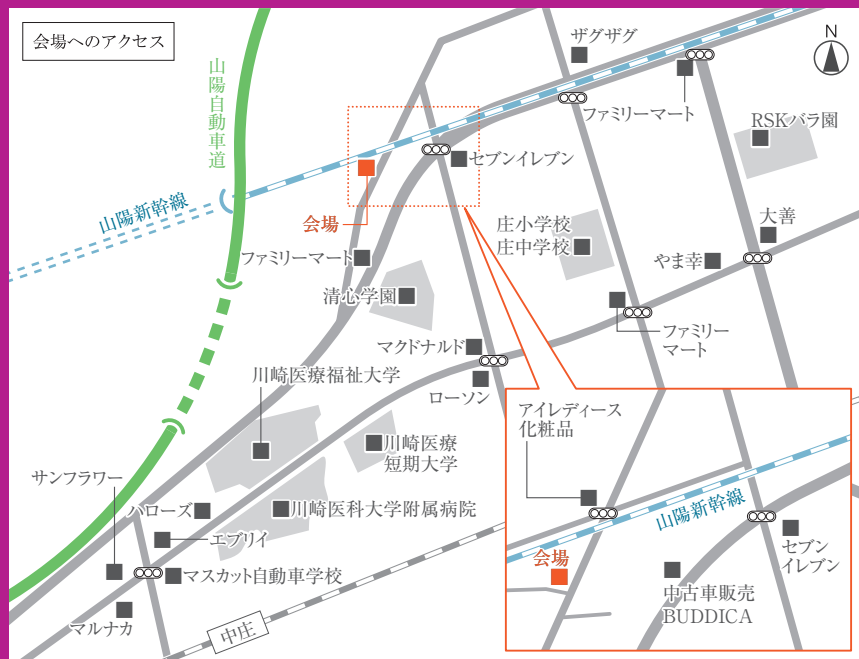 会場へのアクセス
N
ザグザグ
山陽自動車道
ファミリーマート
RSKバラ園
セブンイレブン
山陽新幹線
会場
庄小学校
庄中学校
大善
ファミリーマート
やま幸
清心学園
ファミリー
マート
マクドナルド
川崎医療福祉大学
ローソン
アイレディース
化粧品
川崎医療
短期大学
サンフラワー
ハローズ
川崎医科大学附属病院
山陽新幹線
エブリイ
セブン
イレブン
会場
マスカット自動車学校
中古車販売
BUDDICA
マルナカ
中庄